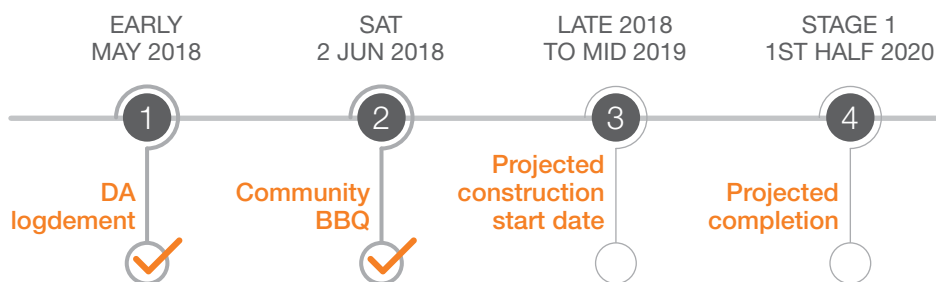 EARLY
MAY 2018
SAT
2 JUN 2018
LATE 2018
TO MID 2019
STAGE 1
1ST HALF 2020
1
2
3
4
DA
logdement
Community
BBQ
Projected
construction
start date
Projected
completion